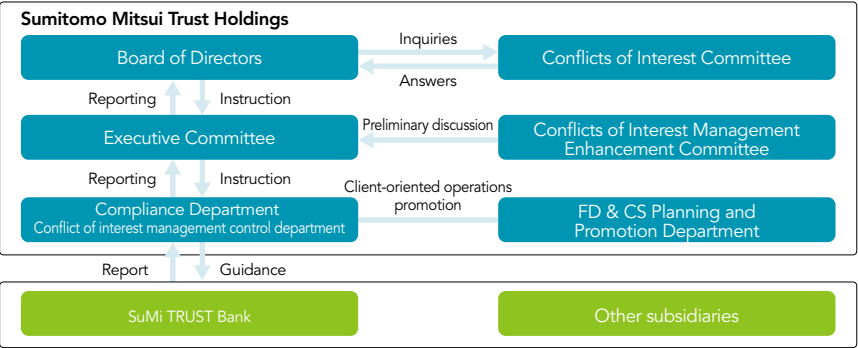 Sumitomo Mitsui Trust Holdings
Board of Directors
Inquiries
Answers
Conflicts of Interest Committee
Reporting
Instruction
Executive Committee
Preliminary discussion
Conflicts of Interest Management
Enhancement Committee
Reporting
Instruction
Compliance Department
Conflict of interest management control department
Client-oriented operations
promotion
FD & CS Planning and
Promotion Department
Report
Guidance
SuMi TRUST Bank
Other subsidiaries